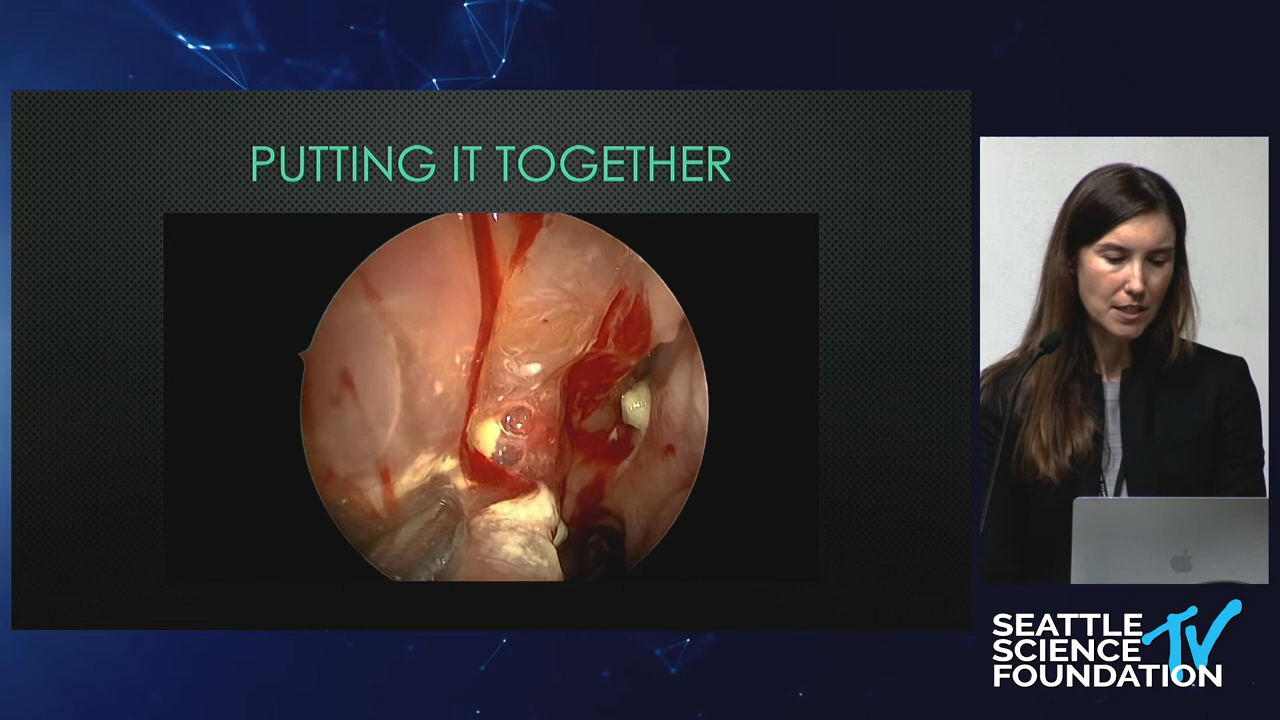 PUTTING IT TOGETHER
SEATTLE
SCIENCE
FOUNDATION
TV